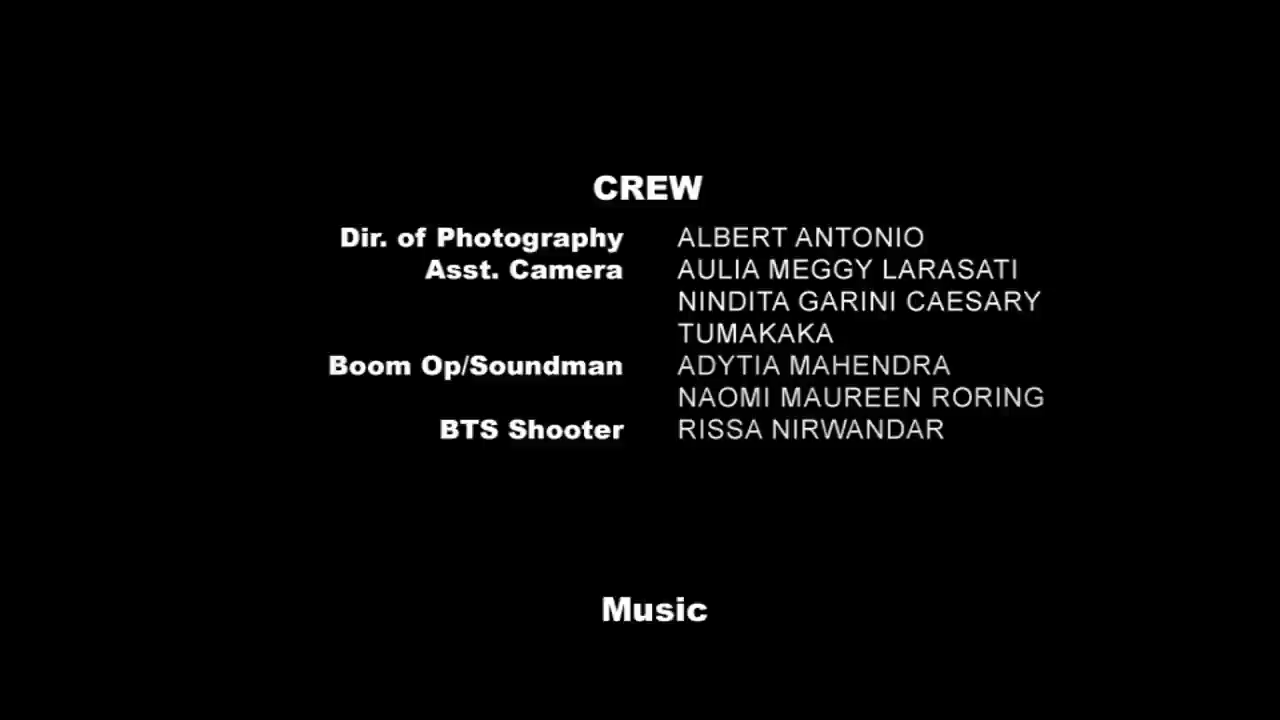 CREW
Dir. of Photography ALBERT ANTONIO
Asst. Camera AULIA MEGGY LARASATI
NINDITA GARINI CAESARY
TUMAKAKA
Boom Op/Soundman ADYTIA MAHENDRA
NAOMI MAUREEN RORING
BTS Shooter RISSA NIRWANDAR
Music